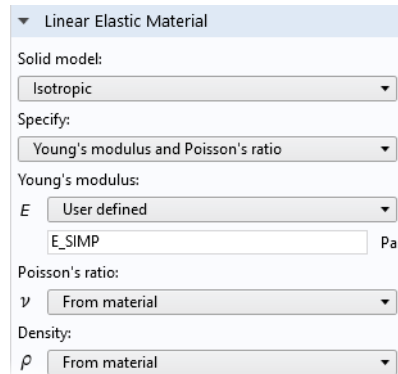 Linear Elastic Material
Solid model:
Isotropic
Specify:
Young's modulus and Poisson's ratio
Young's modulus:
E User defined
E_SIMP Pa
Poisson's ratio:
ν From material
Density:
ρ From material